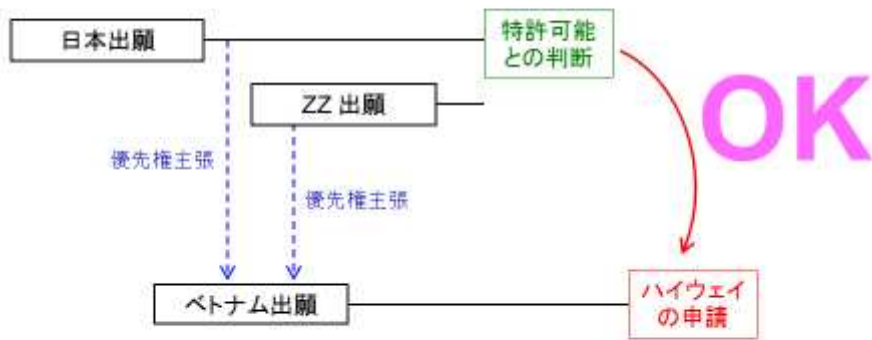 日本出願
特許可能
との判断
OK
ZZ 出願
優先権主張
優先権主張
ベトナム出願
ハイウェイ
の申請